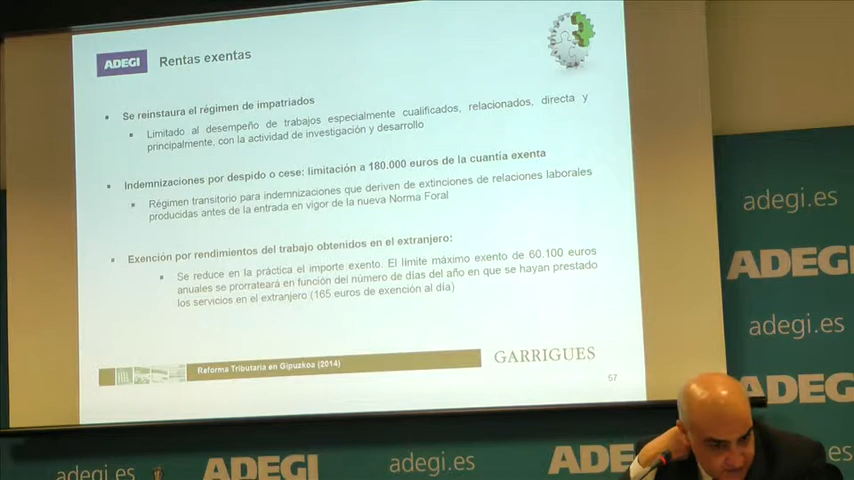 ADEGI
Rentas exentas
Se reinstaura el régimen de impatriados
Limitado al desempeño de trabajos especialmente cualificados, relacionados, directa y
principalmente, con la actividad de investigación y desarrollo
Indemnizaciones por despido o cese: limitación a 180.000 euros de la cuantía exenta
Régimen transitorio para indemnizaciones que deriven de extinciones de relaciones laborales
producidas antes de la entrada en vigor de la nueva Norma Foral
Exención por rendimientos del trabajo obtenidos en el extranjero:
Se reduce en la práctica el importe exento. El límite máximo exento de 60.100 euros
anuales se prorrateará en función del número de días del año en que se hayan prestado
los servicios en el extranjero (165 euros de exención al día)
Reforma Tributaria en Gipuzkoa (2014)
GARRIGUES
57
adegi.es
ADEGI
adegi.es
ADEGI
adegi.es
ADEGI
adegi.es
ADEGI
.es